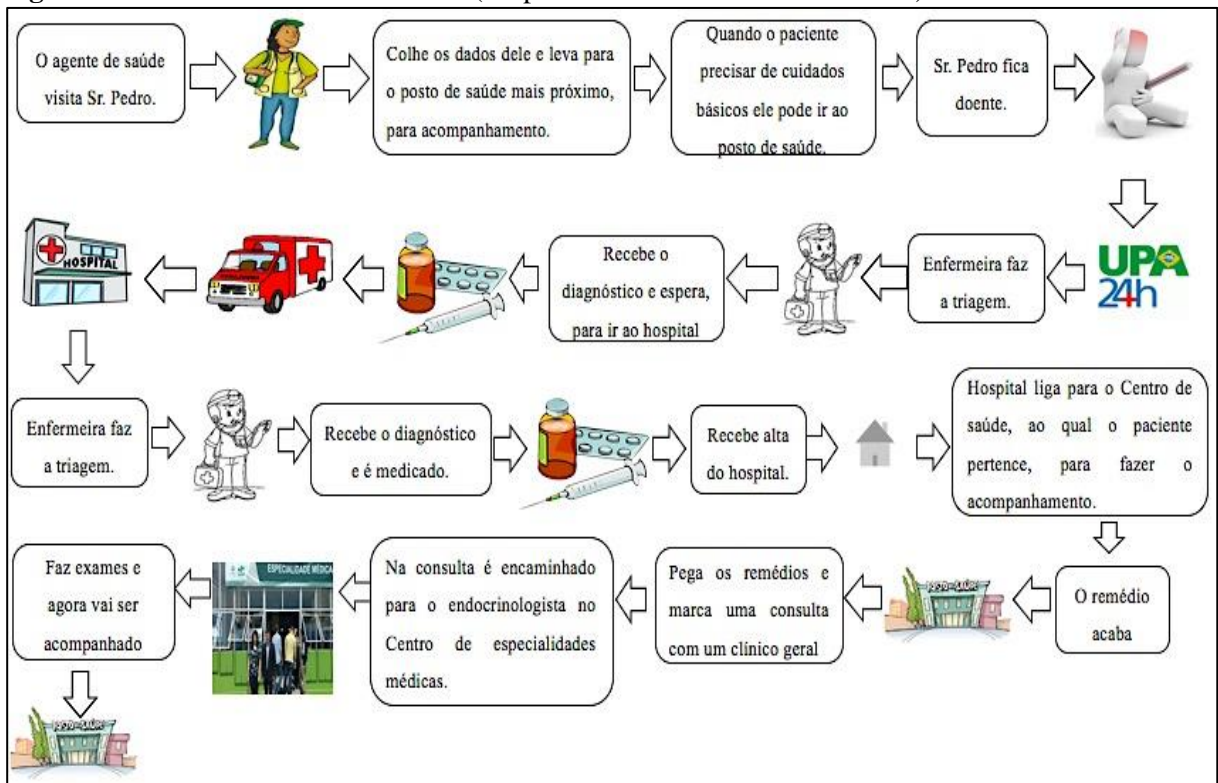 O agente de saúde
visita Sr. Pedro.
Colhe os dados dele e leva para
o posto de saúde mais próximo,
para acompanhamento.
Quando o paciente
precisar de cuidados
básicos ele pode ir ao
posto de saúde.
Sr. Pedro fica
doente.
UPA
24h
Enfermeira faz
a triagem.
Recebe o
diagnóstico e espera,
para ir ao hospital
HOSPITAL
Enfermeira faz
a triagem.
Recebe o diagnóstico
e é medicado.
Recebe alta
do hospital.
Hospital liga para o Centro de
saúde, ao qual o paciente
pertence, para fazer o
acompanhamento.
O remédio
acaba
Pega os remédios e
marca uma consulta
com um clínico geral
Na consulta é encaminhado
para o endocrinologista no
Centro de especialidades
médicas.
ESPECIALIDADE MÉDICA
Faz exames e
agora vai ser
acompanhado